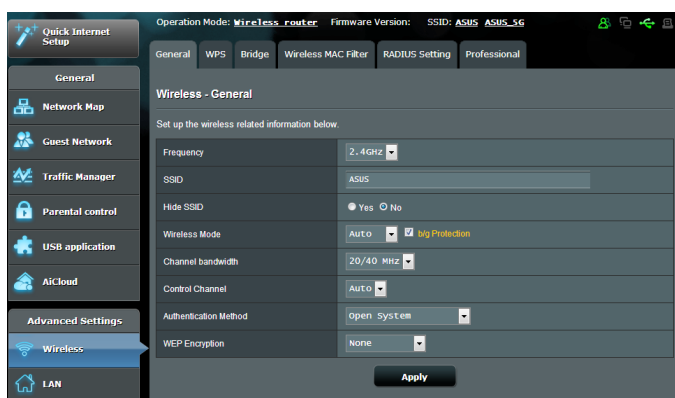 Quick Internet Setup
Operation Mode: Wireless router Firmware Version: SSID: ASUS ASUS_5G
General WPS Bridge Wireless MAC Filter RADIUS Setting Professional
General
Network Map
Guest Network
Traffic Manager
Parental control
USB application
AiCloud
Advanced Settings
Wireless
LAN
Wireless - General
Set up the wireless related information below.
Frequency 2.4GHz
SSID ASUS
Hide SSID Yes No
Wireless Mode Auto b/g Protection
Channel bandwidth 20/40 MHz
Control Channel Auto
Authentication Method Open System
WEP Encryption None
Apply